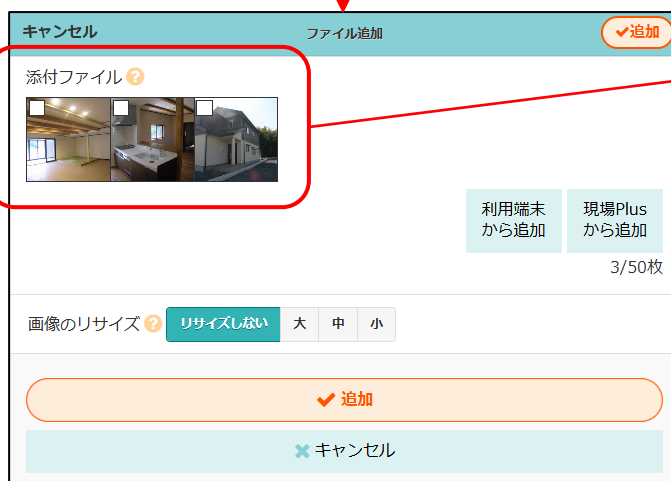 キャンセル
ファイル追加
✔追加
添付ファイル ?
利用端末
から追加
現場Plus
から追加
3/50枚
画像のリサイズ ?
リサイズしない
大
中
小
✔ 追加
✖ キャンセル